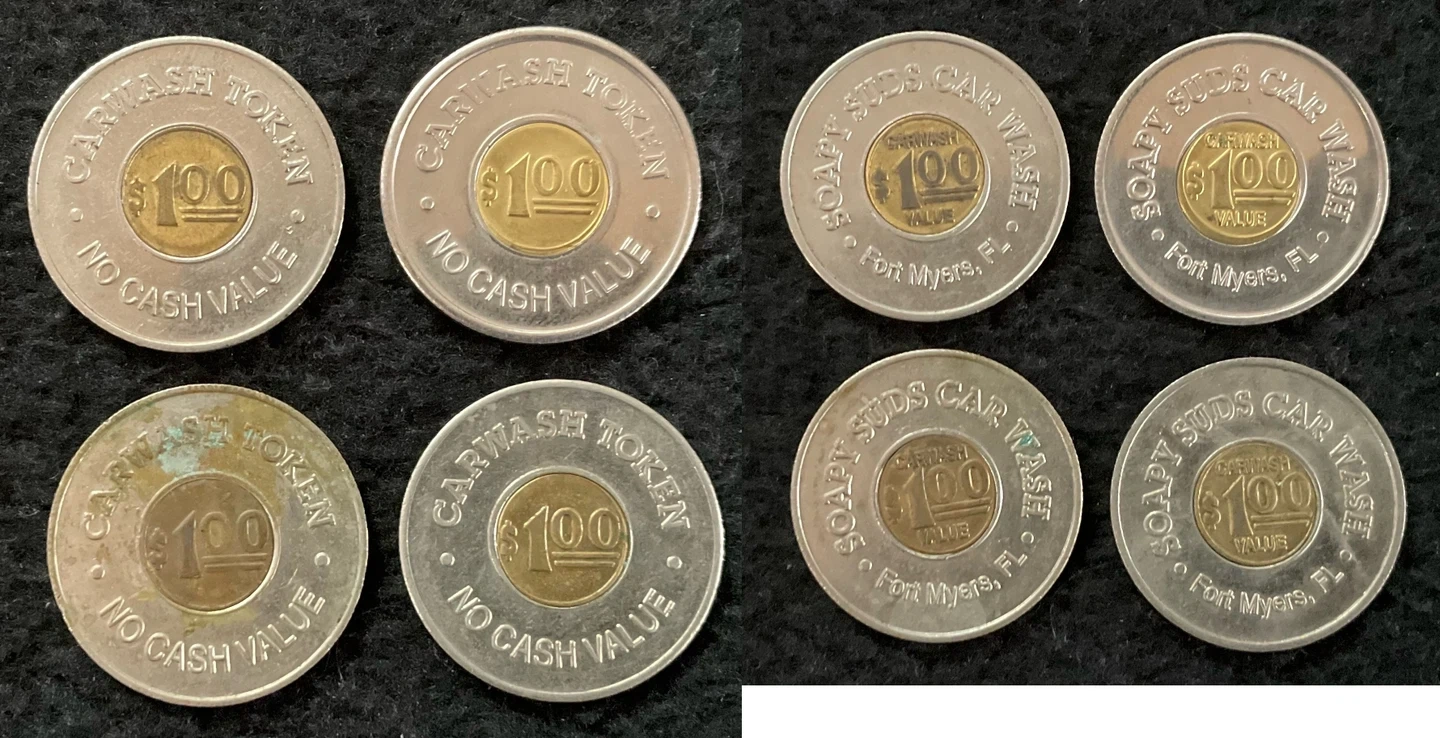 CARWASH TOKEN
$1.00
NO CASH VALUE
CARWASH TOKEN
$1.00
NO CASH VALUE
SOAPY SUDS CAR WASH
CARWASH
$1.00
VALUE
Fort Myers, FL
SOAPY SUDS CAR WASH
CARWASH
$1.00
VALUE
Fort Myers, FL
CARWASH TOKEN
$1.00
NO CASH VALUE
CARWASH TOKEN
$1.00
NO CASH VALUE
SOAPY SUDS CAR WASH
CARWASH
$1.00
VALUE
Fort Myers, FL
SOAPY SUDS CAR WASH
CARWASH
$1.00
VALUE
Fort Myers, FL